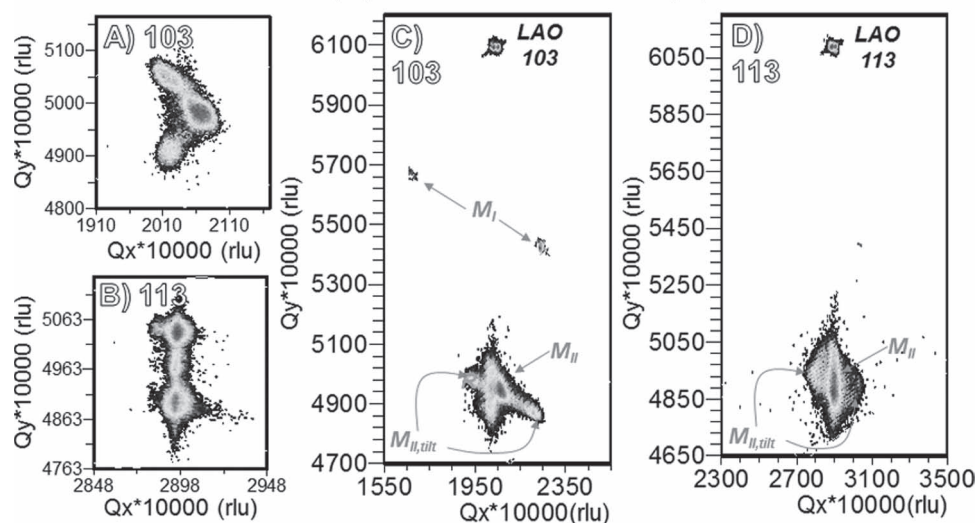 A) 103
Qy*10000 (rlu)
5100
5000
4900
4800
1910 2010 2110
Qx*10000 (rlu)
B) 113
Qy*10000 (rlu)
5063
4963
4863
4763
2848 2898 2948
Qx*10000 (rlu)
C)
103
LAO
103
Qy*10000 (rlu)
6100
5900
5700
5500
5300
5100
4900
4700
M_I
M_II
M_II,tilt
1550 1950 2350
Qx*10000(rlu)
D)
113
LAO
113
Qy*10000 (rlu)
6050
5850
5650
5450
5250
5050
4850
4650
M_II
M_II,tilt
2300 2700 3100 3500
Qx*10000(rlu)